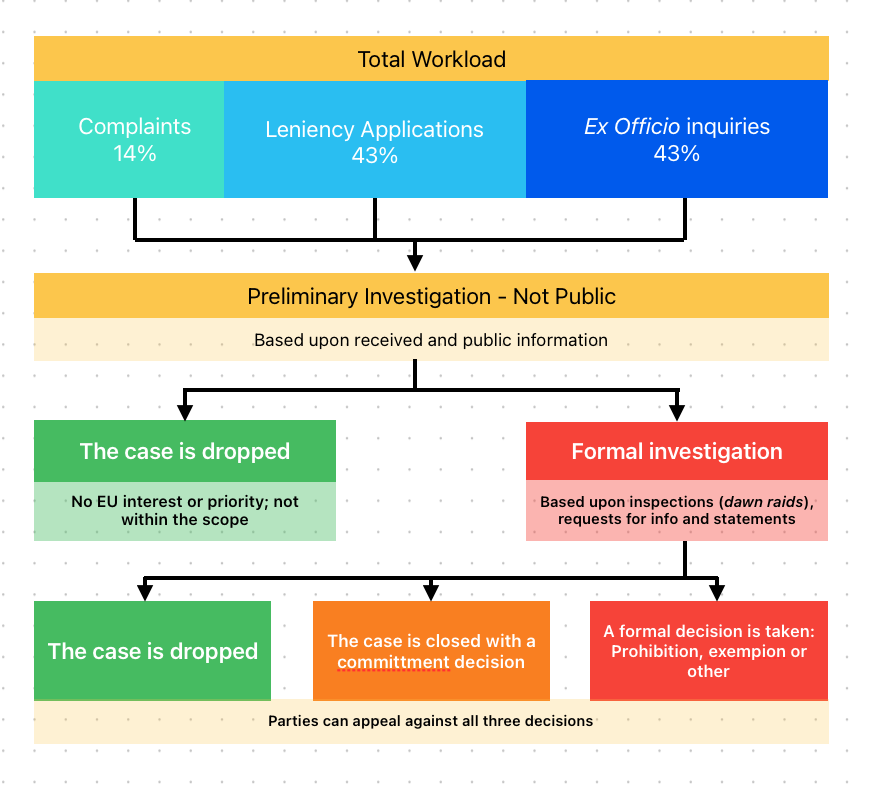 Total Workload
Complaints
14%
Leniency Applications
43%
Ex Officio inquiries
43%
Preliminary Investigation - Not Public
Based upon received and public information
The case is dropped
No EU interest or priority; not
within the scope
Formal investigation
Based upon inspections (dawn raids),
requests for info and statements
The case is dropped
The case is closed with a
committment decision
A formal decision is taken:
Prohibition, exempion or
other
Parties can appeal against all three decisions